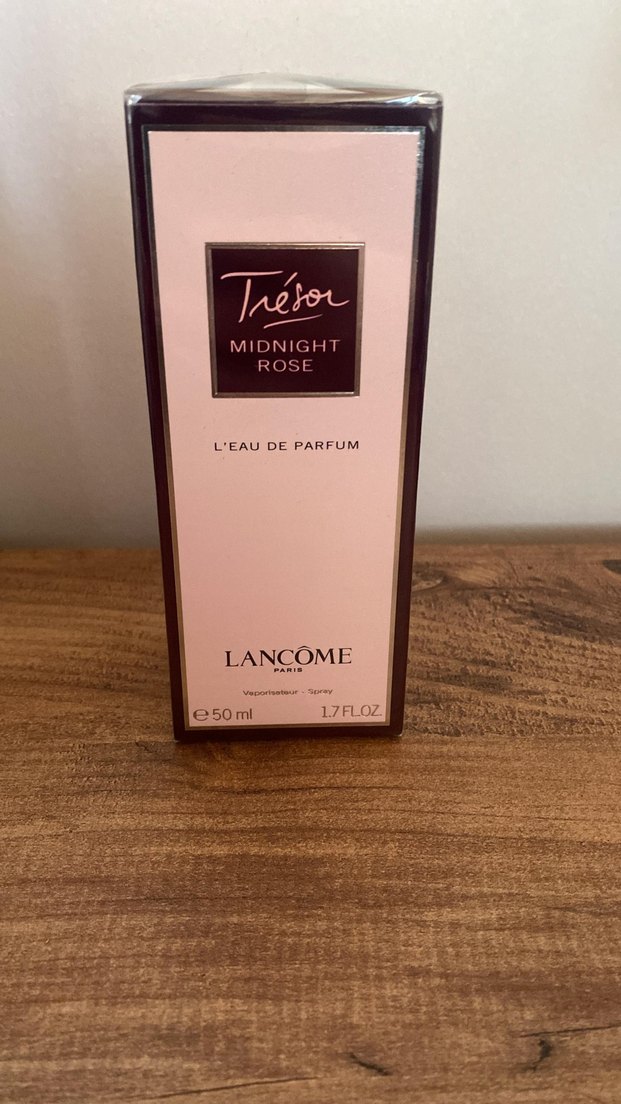 Trésor
MIDNIGHT
ROSE
L'EAU DE PARFUM
LANCÔME
PARIS
Vaporisateur - Spray
℮ 50 ml 1.7 FL.OZ.